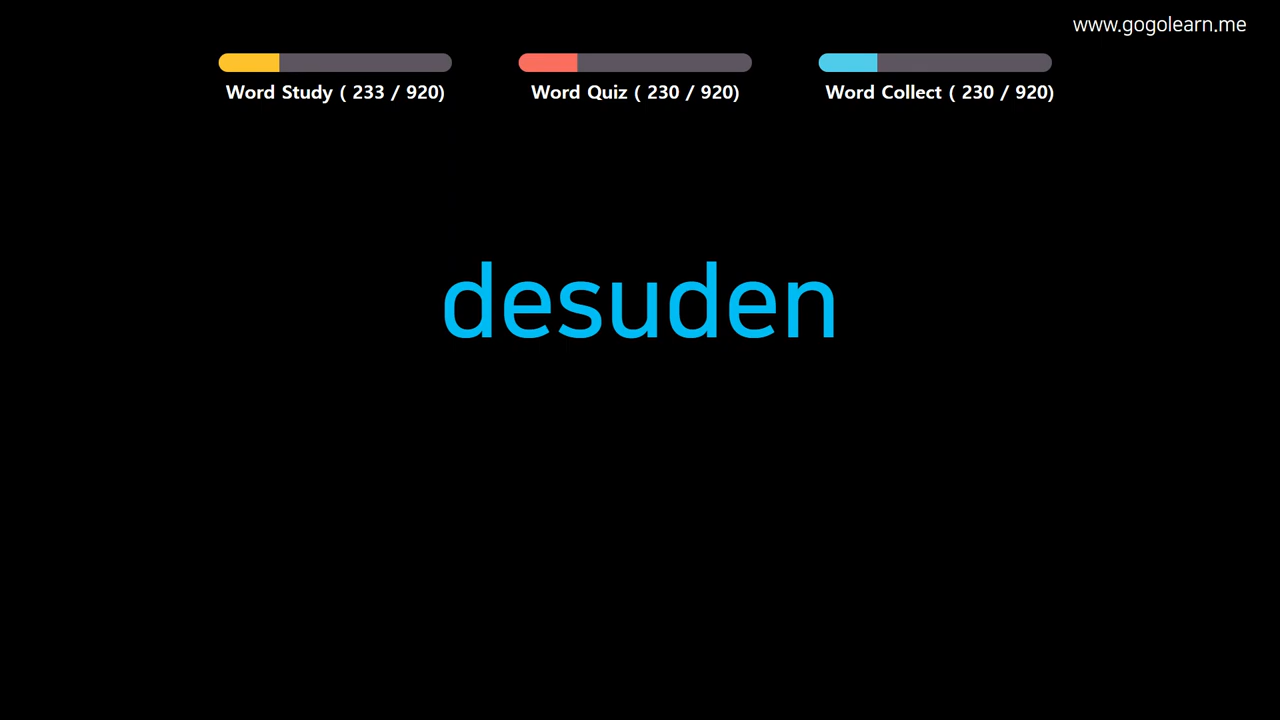 www.gogolearn.me
Word Study ( 233 / 920)
Word Quiz ( 230 / 920)
Word Collect ( 230 / 920)
desuden